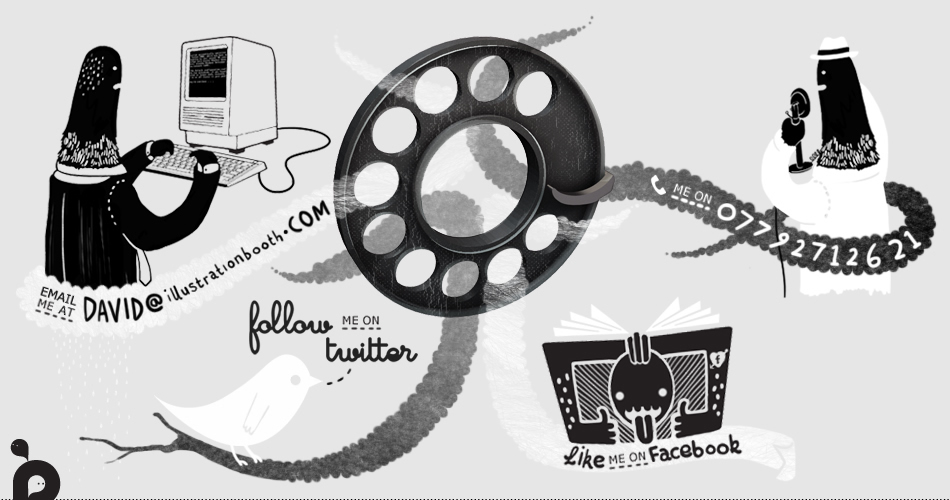 EMAIL
ME AT DAVID@illustrationbooth.COM
ME ON 07792712621
follow ME ON
twitter
Like ME ON Facebook